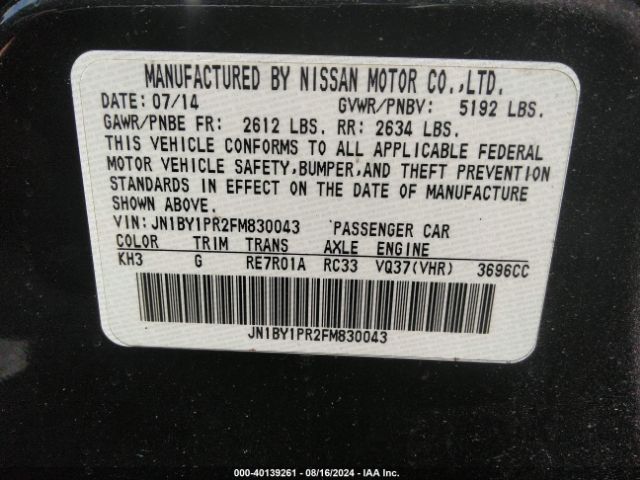 MANUFACTURED BY NISSAN MOTOR CO.,LTD.
DATE: 07/14 GVWR/PNBV: 5192 LBS.
GAWR/PNBE FR: 2612 LBS. RR: 2634 LBS.
THIS VEHICLE CONFORMS TO ALL APPLICABLE FEDERAL
MOTOR VEHICLE SAFETY,BUMPER,AND THEFT PREVENTION
STANDARDS IN EFFECT ON THE DATE OF MANUFACTURE
SHOWN ABOVE.
VIN:JN1BY1PR2FM830043 PASSENGER CAR
COLOR TRIM TRANS AXLE ENGINE
KH3 G RE7R01A RC33 VQ37(VHR) 3696CC
JN1BY1PR2FM830043
000-40139261 - 08/16/2024 - IAA Inc.